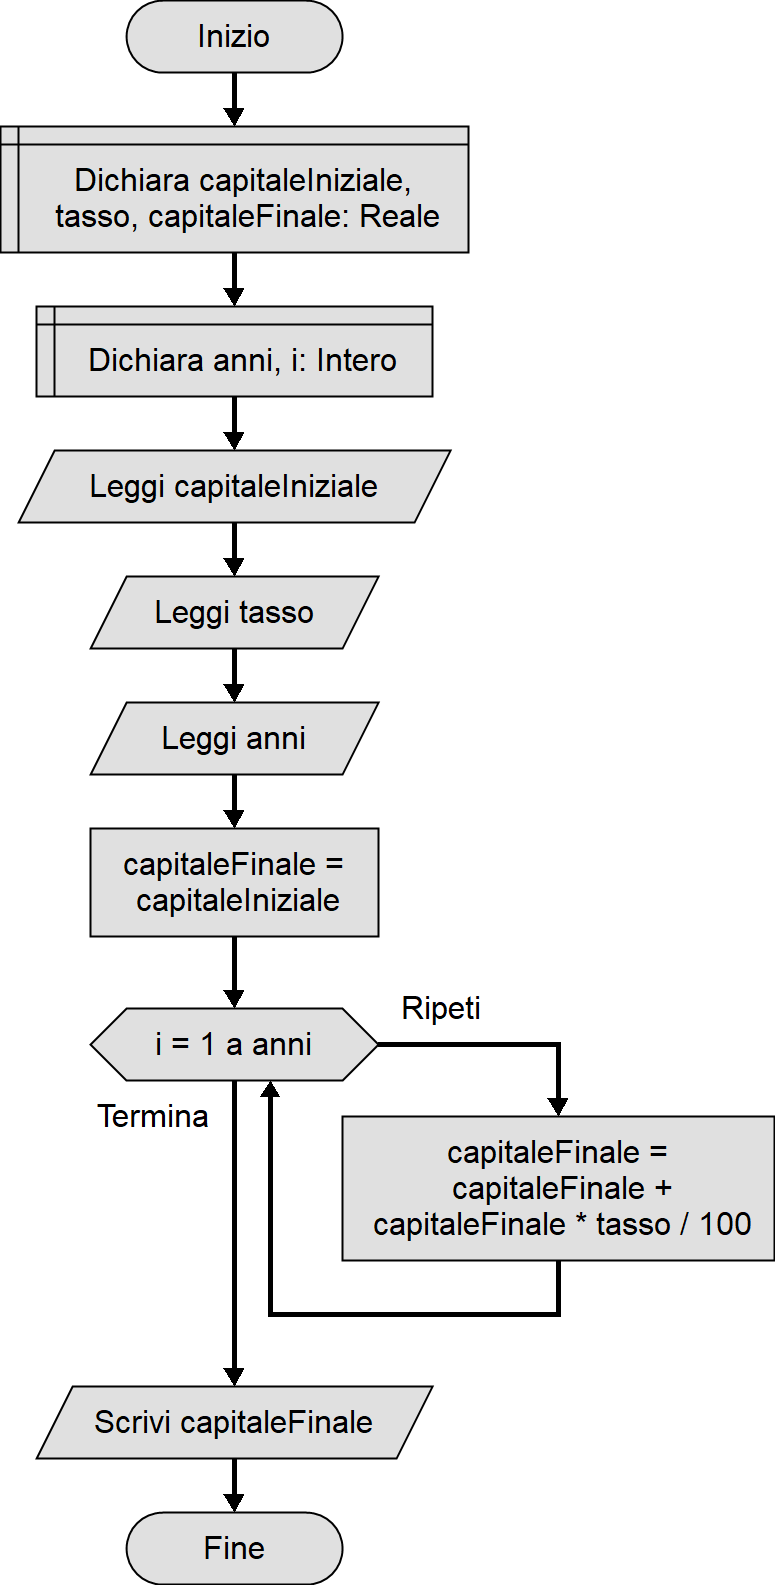 Inizio
Dichiara capitaleIniziale,
tasso, capitaleFinale: Reale
Dichiara anni, i: Intero
Leggi capitaleIniziale
Leggi tasso
Leggi anni
capitaleFinale =
capitaleIniziale
i = 1 a anni
Ripeti
Termina
capitaleFinale =
capitaleFinale +
capitaleFinale * tasso / 100
Scrivi capitaleFinale
Fine